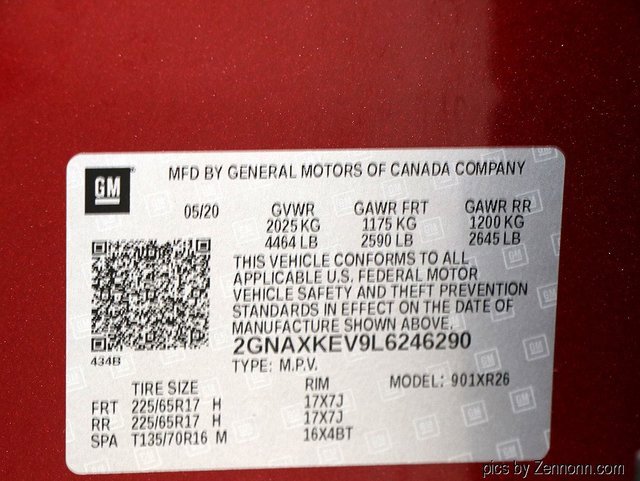 GM
MFD BY GENERAL MOTORS OF CANADA COMPANY
05/20 GVWR GAWR FRT GAWR RR
2025 KG 1175 KG 1200 KG
4464 LB 2590 LB 2645 LB
THIS VEHICLE CONFORMS TO ALL
APPLICABLE U.S. FEDERAL MOTOR
VEHICLE SAFETY AND THEFT PREVENTION
STANDARDS IN EFFECT ON THE DATE OF
MANUFACTURE SHOWN ABOVE.
2GNAXKEV9L6246290
434B
TYPE: M.P.V.
TIRE SIZE RIM MODEL: 901XR26
FRT 225/65R17 H 17X7J
RR 225/65R17 H 17X7J
SPA T135/70R16 M 16X4BT
pics by Zennonn.com